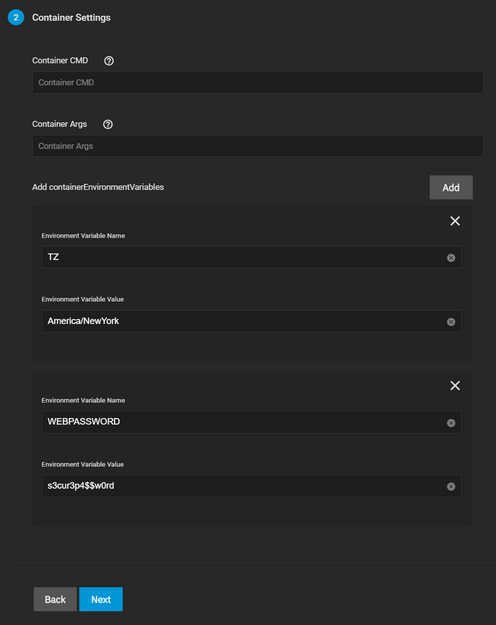 2 Container Settings
Container CMD ?
Container CMD
Container Args ?
Container Args
Add containerEnvironmentVariables Add
Environment Variable Name
TZ
Environment Variable Value
America/NewYork
Environment Variable Name
WEBPASSWORD
Environment Variable Value
s3cur3p4$$w0rd
Back Next